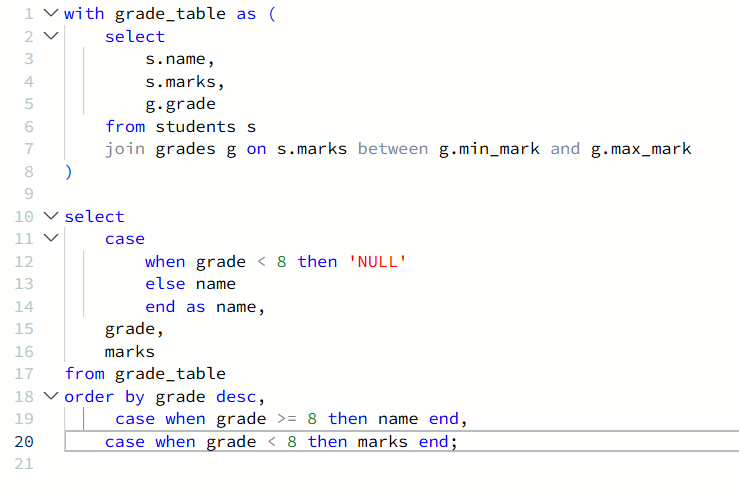 1 with grade_table as (
2     select
3         s.name,
4         s.marks,
5         g.grade
6     from students s
7     join grades g on s.marks between g.min_mark and g.max_mark
8 )
9
10 select
11     case
12         when grade < 8 then 'NULL'
13         else name
14         end as name,
15     grade,
16     marks
17 from grade_table
18 order by grade desc,
19      case when grade >= 8 then name end,
20     case when grade < 8 then marks end;
21